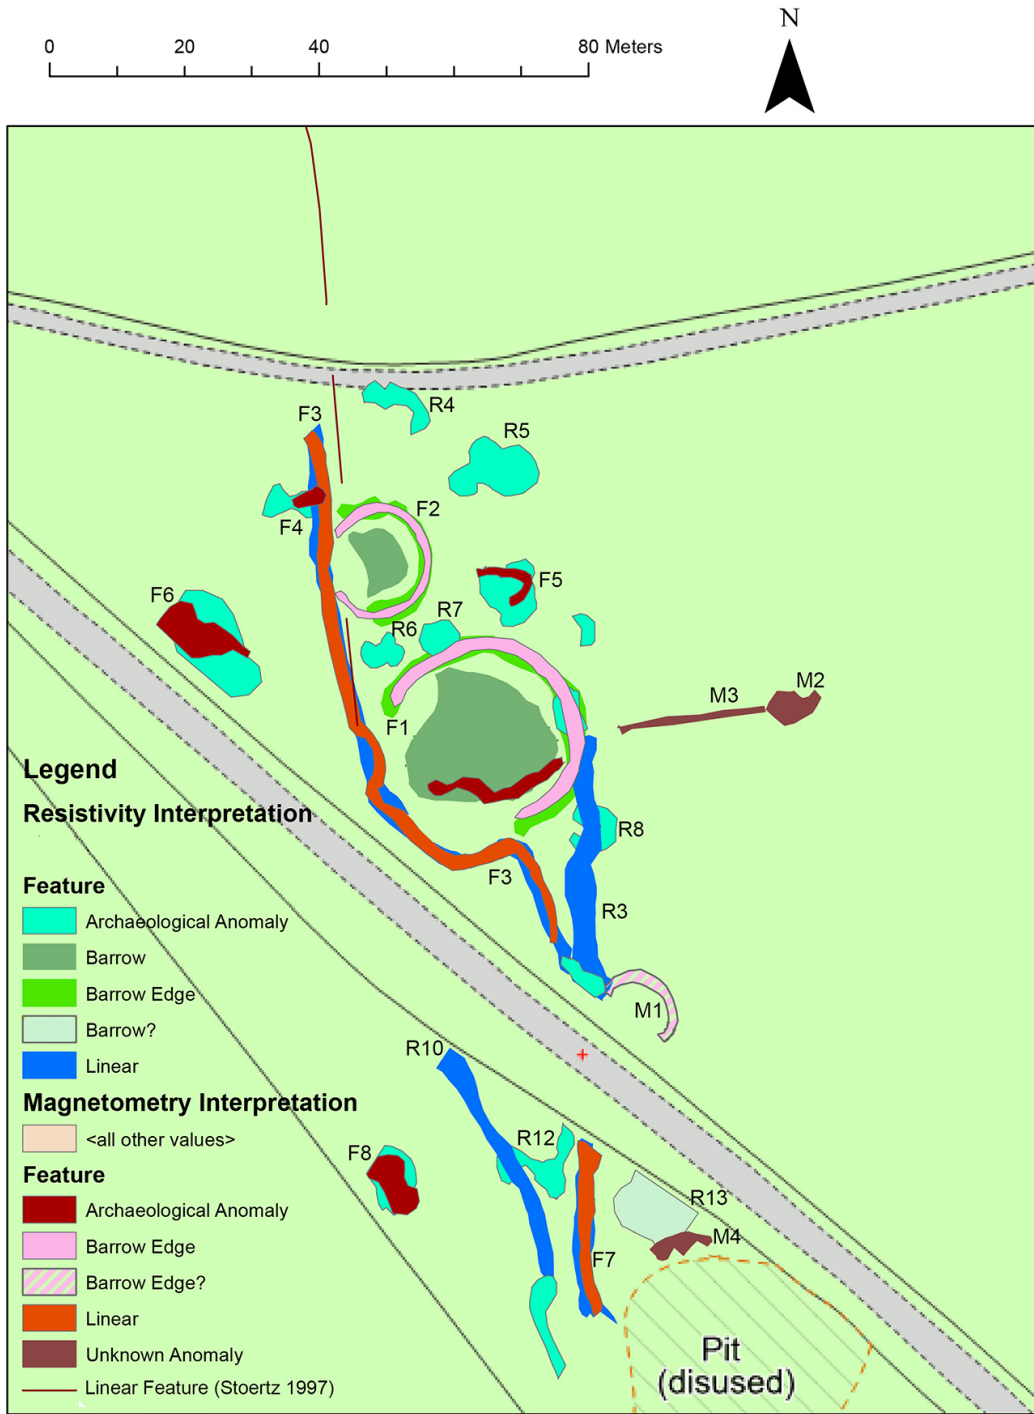 N
0 20 40 80 Meters
R4
F3
R5
F2
F4
F5
F6
R7
R6
M2
M3
F1
Legend
Resistivity Interpretation
R8
F3
Feature
R3
Archaeological Anomaly
Barrow
Barrow Edge
M1
Barrow?
R10
Linear
Magnetometry Interpretation
R12
<all other values>
F8
Feature
R13
Archaeological Anomaly
M4
Barrow Edge
F7
Barrow Edge?
Linear
Pit
Unknown Anomaly
(disused)
Linear Feature (Stoertz 1997)